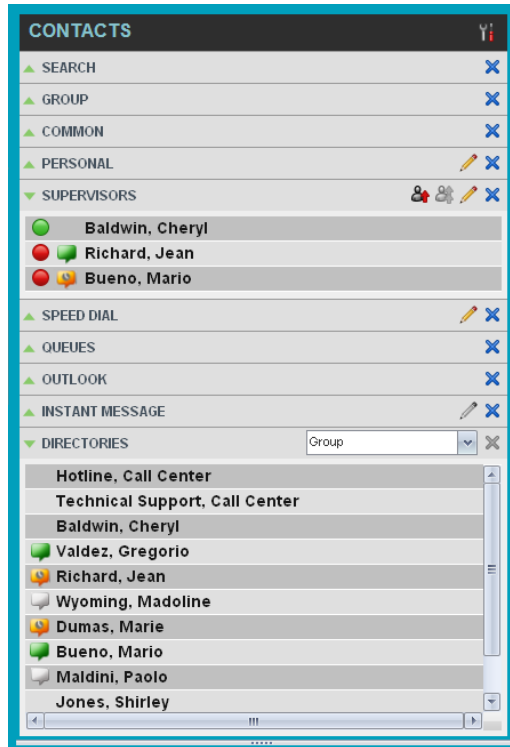 CONTACTS
SEARCH
GROUP
COMMON
PERSONAL
SUPERVISORS
Baldwin, Cheryl
Richard, Jean
Bueno, Mario
SPEED DIAL
QUEUES
OUTLOOK
INSTANT MESSAGE
DIRECTORIES Group
Hotline, Call Center
Technical Support, Call Center
Baldwin, Cheryl
Valdez, Gregorio
Richard, Jean
Wyoming, Madoline
Dumas, Marie
Bueno, Mario
Maldini, Paolo
Jones, Shirley